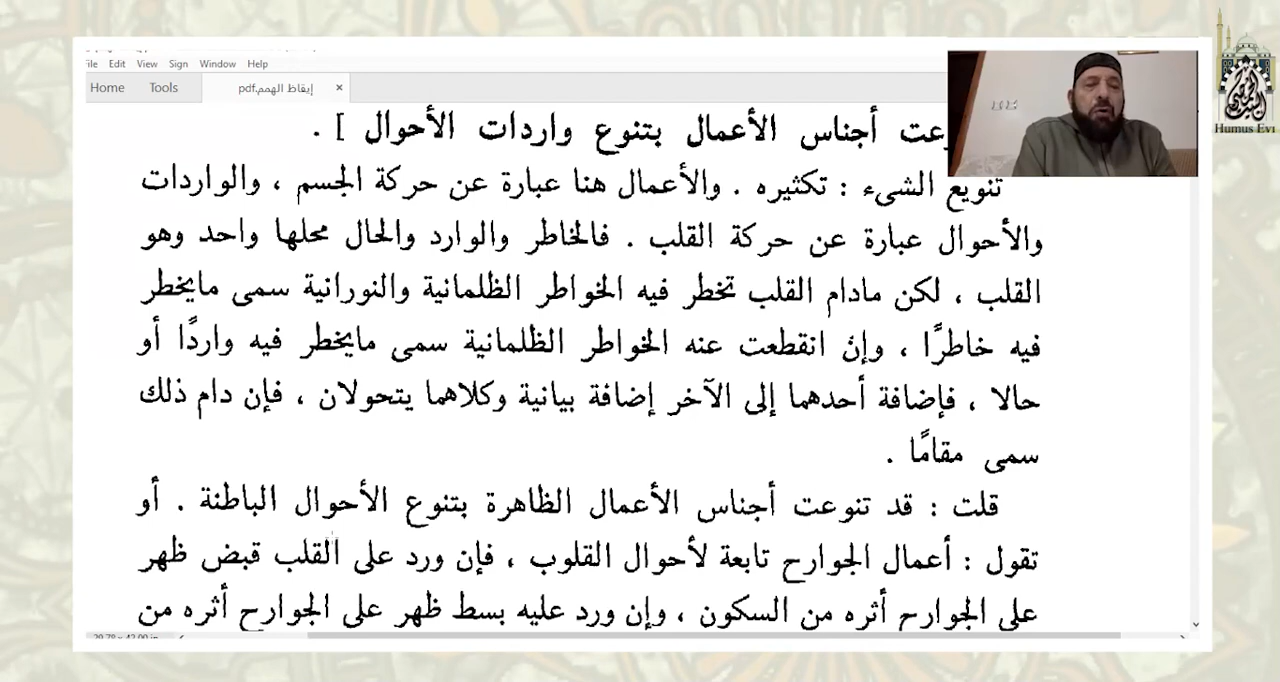 File Edit View Sign Window Help
Home Tools إيقاظ الهمم.pdf ×
أجناس الأعمال بتنوع واردات الأحوال ] .
تنويع الشىء : تكثيره . والأعمال هنا عبارة عن حركة الجسم ، والواردات
والأحوال عبارة عن حركة القلب . فالخاطر والوارد والحال محلها واحد وهو
القلب ، لكن مادام القلب تخطر فيه الخواطر الظلمانية والنورانية سمى مايخطر
فيه خاطرًا ، وإن انقطعت عنه الخواطر الظلمانية سمى مايخطر فيه واردًا أو
حالا ، فإضافة أحدهما إلى الآخر إضافة بيانية وكلاهما يتحولان ، فإن دام ذلك
سمى مقامًا .
قلت : قد تنوعت أجناس الأعمال الظاهرة بتنوع الأحوال الباطنة . أو
تقول : أعمال الجوارح تابعة لأحوال القلوب ، فإن ورد على القلب قبض ظهر
على الجوارح أثره من السكون ، وإن ورد عليه بسط ظهر على الجوارح أثره من
Humus Evi